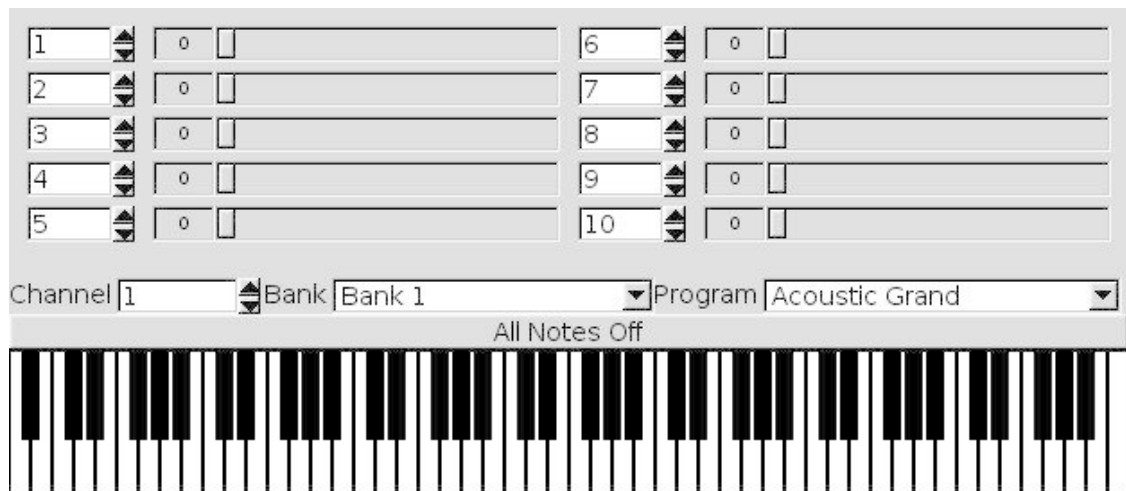 1 0 6 0
2 0 7 0
3 0 8 0
4 0 9 0
5 0 10 0
Channel 1 Bank Bank 1 Program Acoustic Grand
All Notes Off